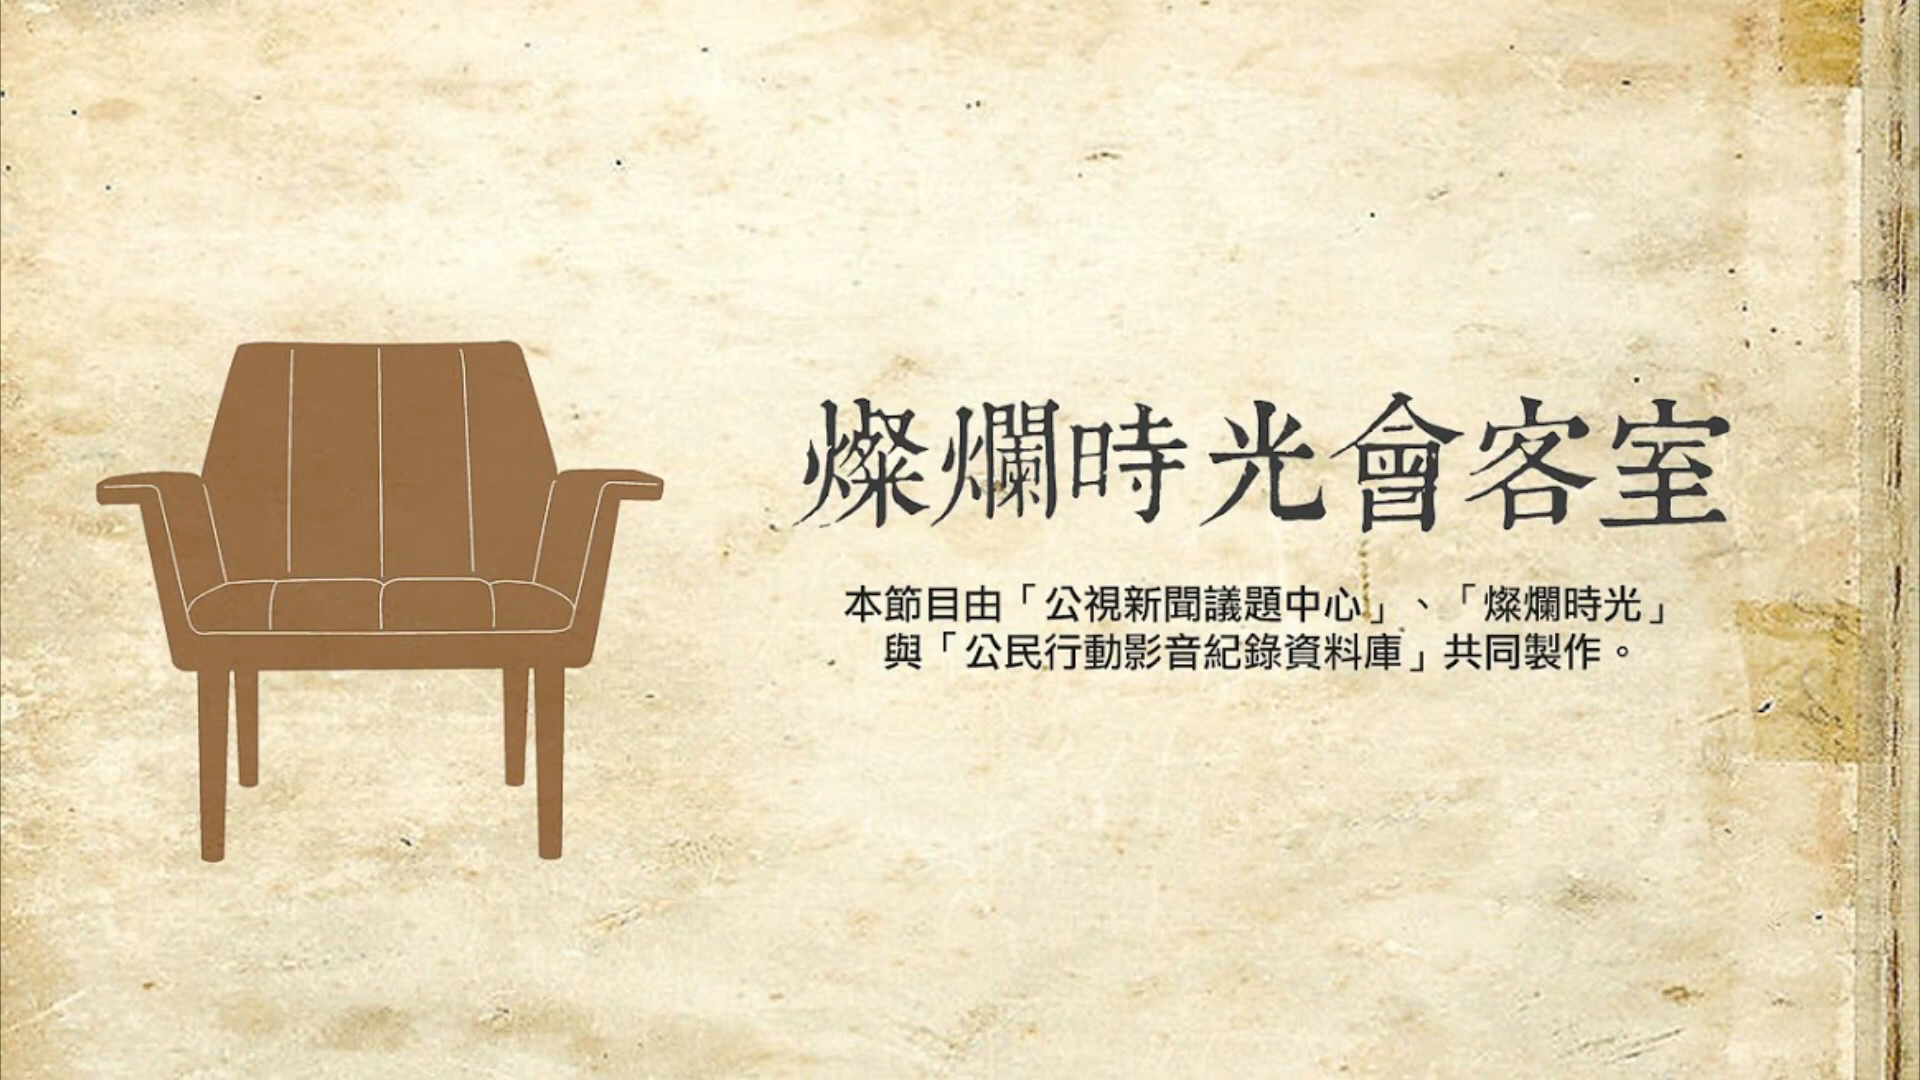 燦爛時光會客室
本節目由「公視新聞議題中心」、「燦爛時光」
與「公民行動影音紀錄資料庫」共同製作。